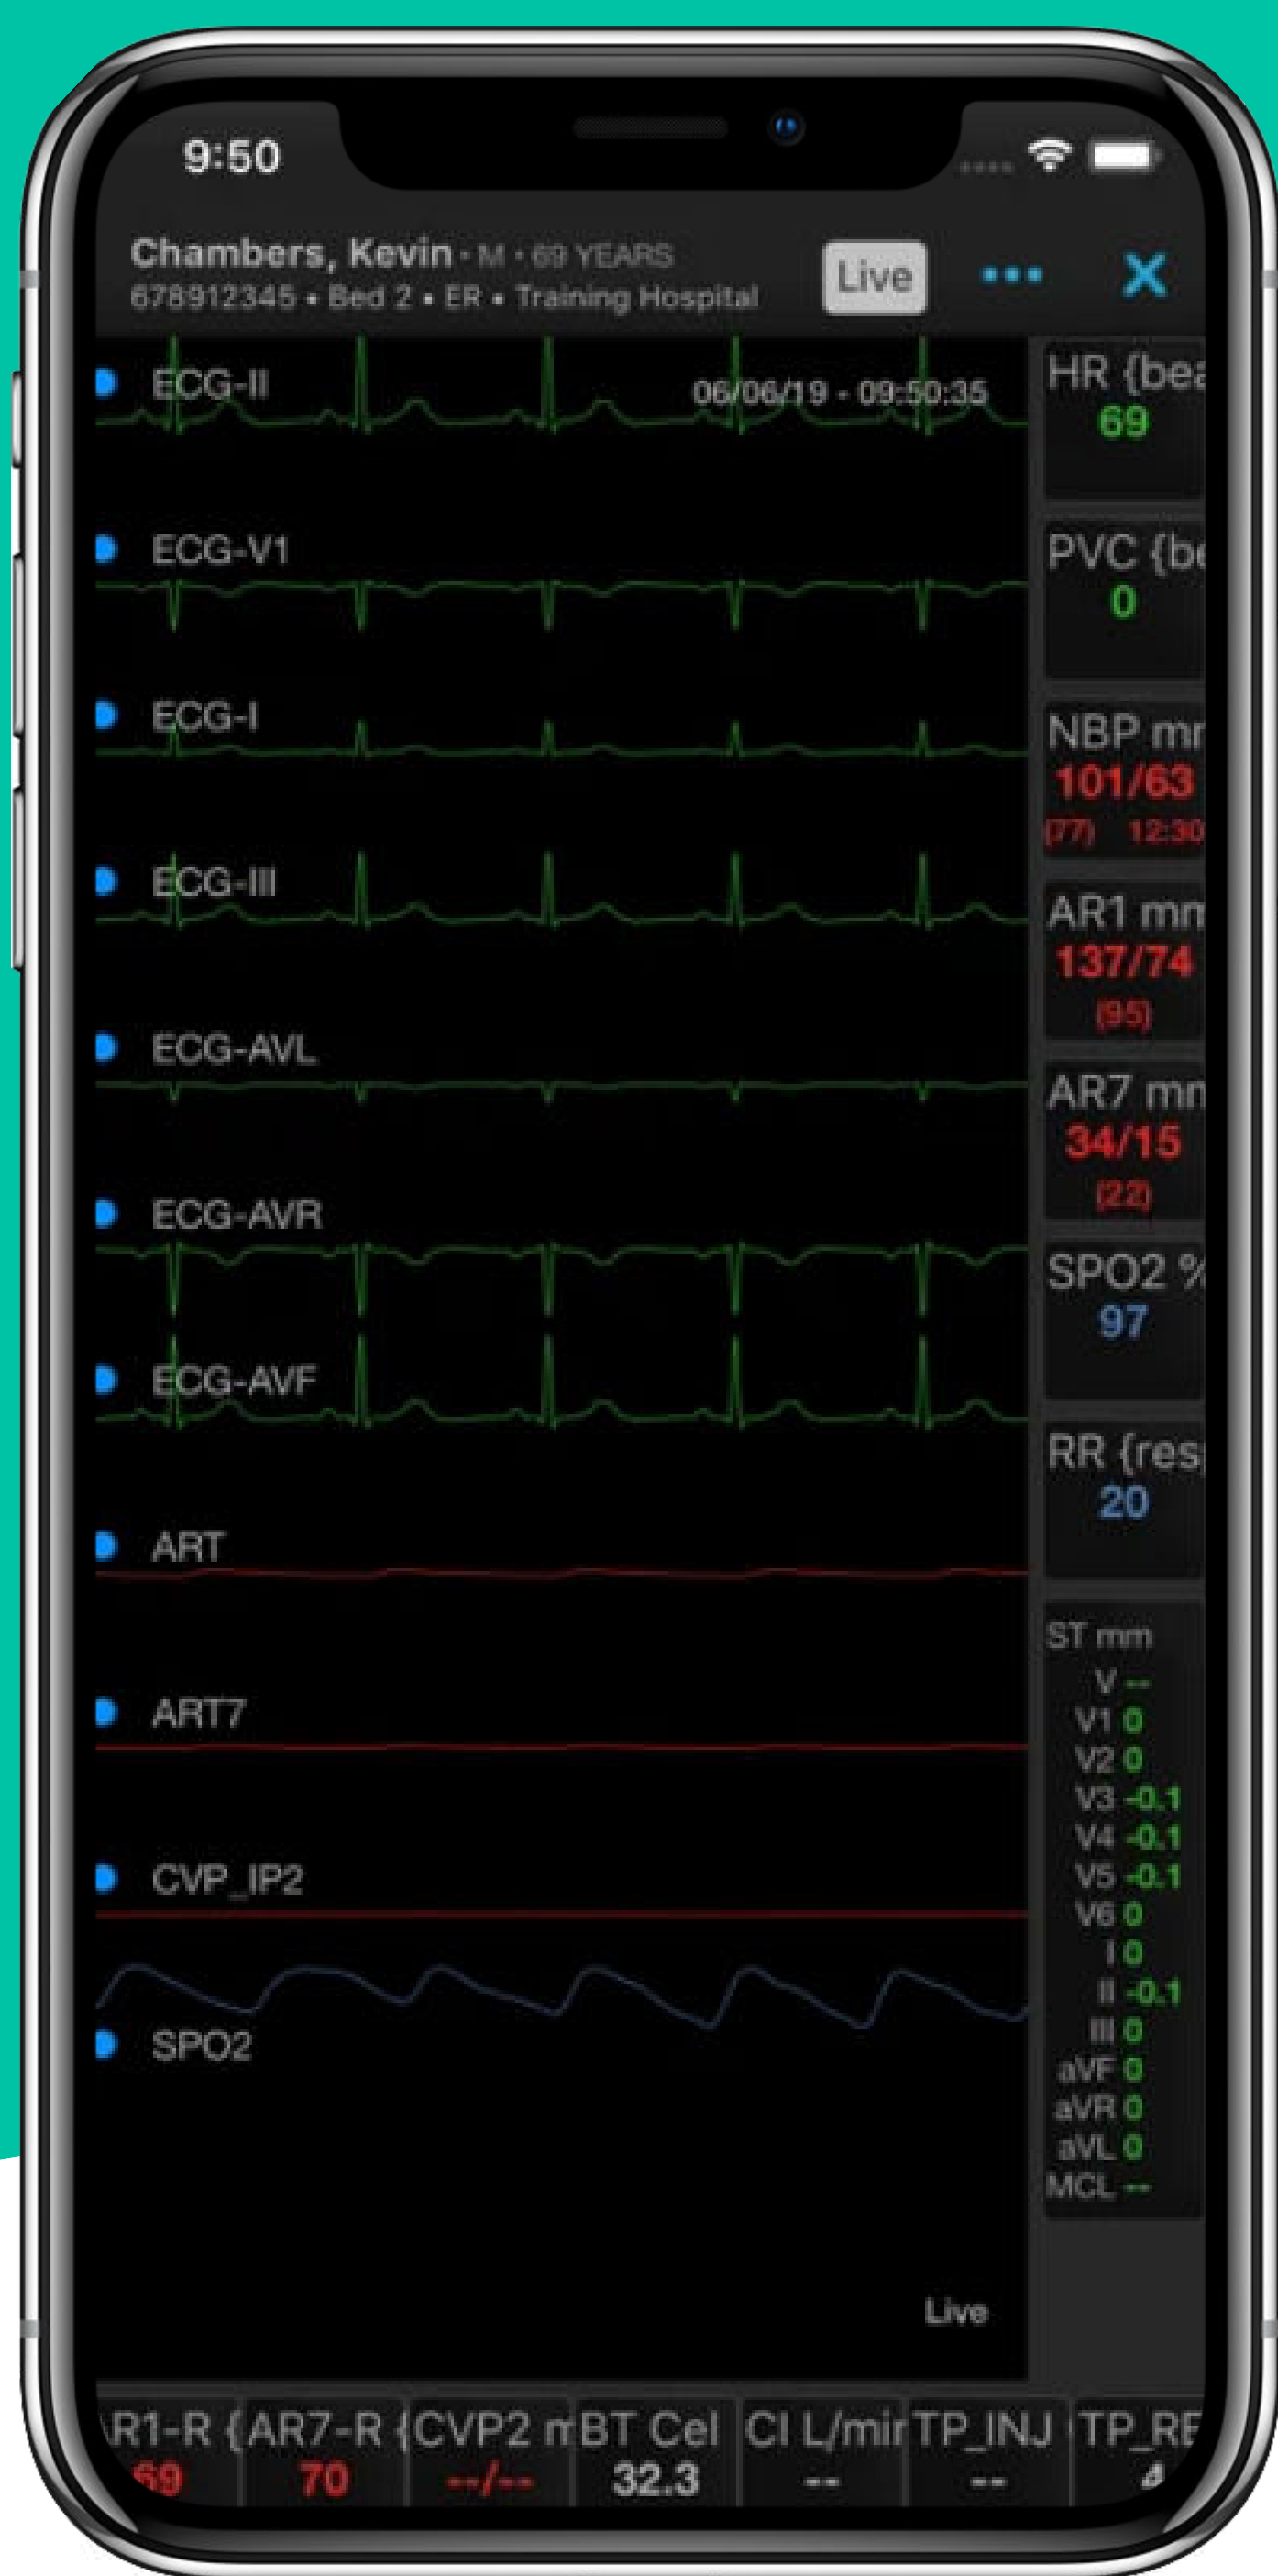 9:50
Chambers, Kevin • M • 69 YEARS
678912345 • Bed 2 • ER • Training Hospital
Live
ECG-II
06/06/19 - 09:50:35
ECG-V1
ECG-I
ECG-III
ECG-AVL
ECG-AVR
ECG-AVF
ART
ART7
CVP_IP2
SPO2
Live
HR {bea
69
PVC {be
0
NBP mr
101/63
(77) 12:30
AR1 mm
137/74
(95)
AR7 mm
34/15
(22)
SPO2 %
97
RR {res
20
ST mm
V --
V1 0
V2 0
V3 -0.1
V4 -0.1
V5 -0.1
V6 0
I 0
II -0.1
III 0
aVF 0
aVR 0
aVL 0
MCL --
R1-R { AR7-R { CVP2 m BT Cel CI L/min TP_INJ TP_RE
69 70 --/-- 32.3 -- --